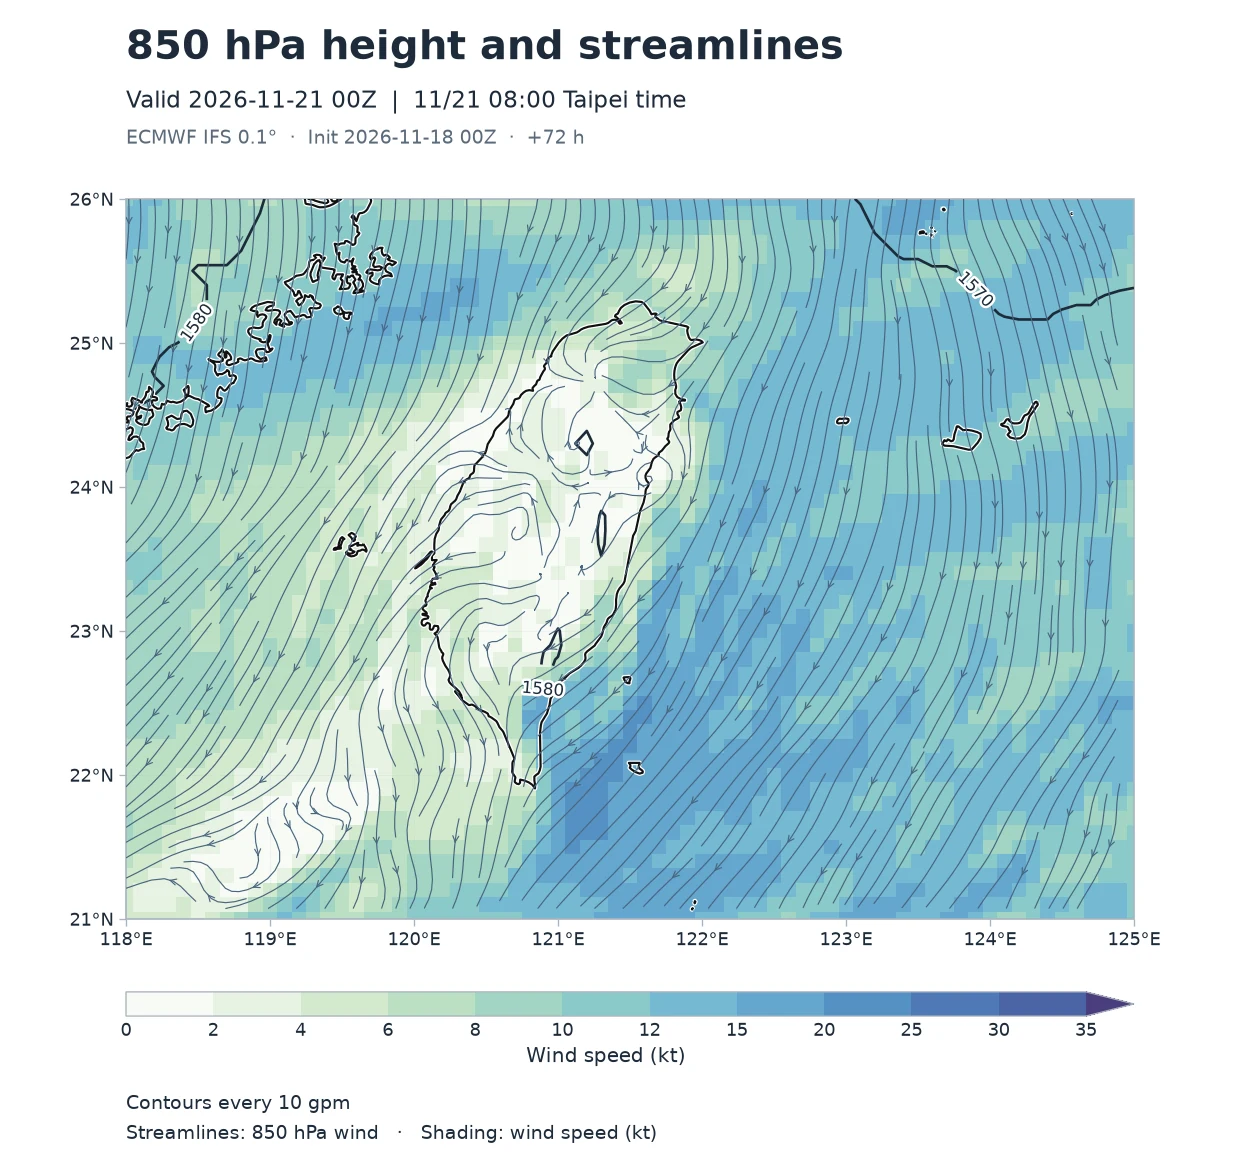 850 hPa height and streamlines
Valid 2026-11-21 00Z | 11/21 08:00 Taipei time
ECMWF IFS 0.1° · Init 2026-11-18 00Z · +72 h
26°N
25°N
24°N
23°N
22°N
21°N
1580
1570
1580
118°E 119°E 120°E 121°E 122°E 123°E 124°E 125°E
0 2 4 6 8 10 12 15 20 25 30 35
Wind speed (kt)
Contours every 10 gpm
Streamlines: 850 hPa wind · Shading: wind speed (kt)